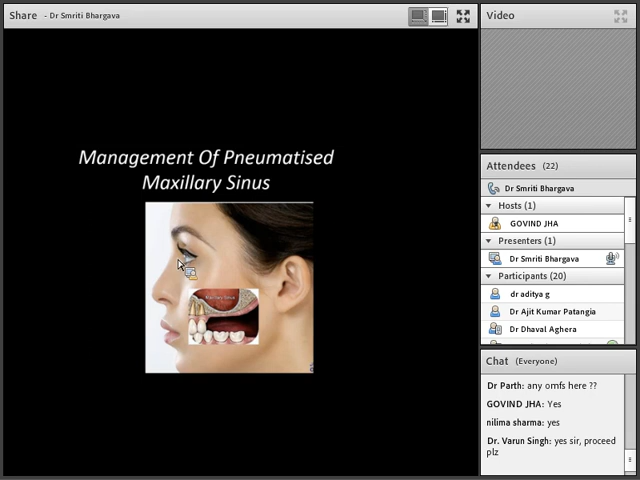 Share - Dr Smriti Bhargava
Management Of Pneumatised
Maxillary Sinus
Maxillary Sinus
Video
Attendees (22)
Dr Smriti Bhargava
Hosts (1)
GOVIND JHA
Presenters (1)
Dr Smriti Bhargava
Participants (20)
dr aditya g
Dr Ajit Kumar Patangia
Dr Dhaval Aghera
Chat (Everyone)
Dr Parth: any omfs here ??
GOVIND JHA: Yes
nilima sharma: yes
Dr. Varun Singh: yes sir, proceed
plz